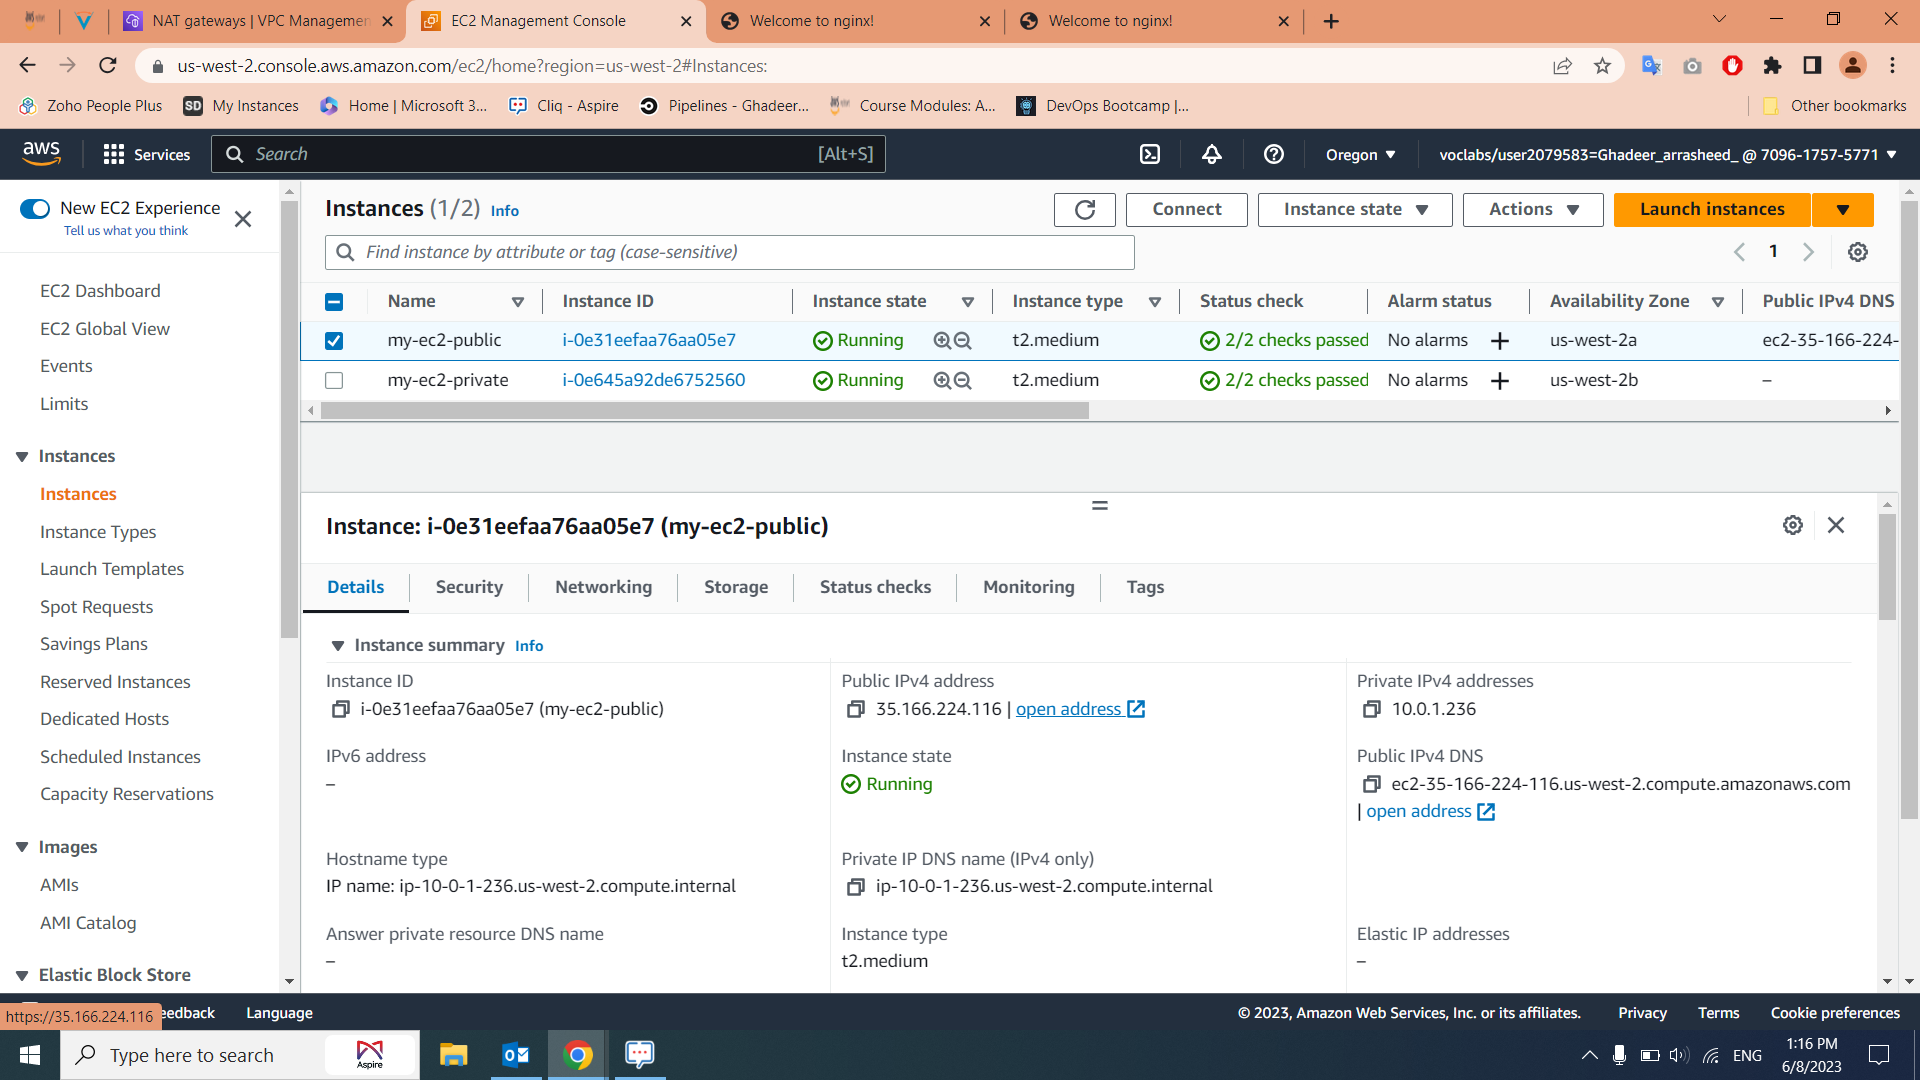 NAT gateways | VPC Managemen
EC2 Management Console
Welcome to nginx!
Welcome to nginx!
us-west-2.console.aws.amazon.com/ec2/home?region=us-west-2#Instances:
Zoho People Plus
SD My Instances
Home | Microsoft 3...
Cliq - Aspire
Pipelines - Ghadeer...
Course Modules: A...
DevOps Bootcamp |...
Other bookmarks
aws
Services
Search
[Alt+S]
Oregon
voclabs/user2079583=Ghadeer_arrasheed_ @ 7096-1757-5771
New EC2 Experience
Tell us what you think
EC2 Dashboard
EC2 Global View
Events
Limits
Instances
Instances
Instance Types
Launch Templates
Spot Requests
Savings Plans
Reserved Instances
Dedicated Hosts
Scheduled Instances
Capacity Reservations
Images
AMIs
AMI Catalog
Elastic Block Store
Instances (1/2) Info
Connect
Instance state
Actions
Launch instances
Find instance by attribute or tag (case-sensitive)
1
Name Instance ID Instance state Instance type Status check Alarm status Availability Zone Public IPv4 DNS
my-ec2-public i-0e31eefaa76aa05e7 Running t2.medium 2/2 checks passed No alarms + us-west-2a ec2-35-166-224-
my-ec2-private i-0e645a92de6752560 Running t2.medium 2/2 checks passed No alarms + us-west-2b –
Instance: i-0e31eefaa76aa05e7 (my-ec2-public)
Details Security Networking Storage Status checks Monitoring Tags
Instance summary Info
Instance ID
i-0e31eefaa76aa05e7 (my-ec2-public)
Public IPv4 address
35.166.224.116 | open address
Private IPv4 addresses
10.0.1.236
IPv6 address
–
Instance state
Running
Public IPv4 DNS
ec2-35-166-224-116.us-west-2.compute.amazonaws.com
| open address
Hostname type
IP name: ip-10-0-1-236.us-west-2.compute.internal
Private IP DNS name (IPv4 only)
ip-10-0-1-236.us-west-2.compute.internal
Answer private resource DNS name
–
Instance type
t2.medium
Elastic IP addresses
–
https://35.166.224.116
eedback
Language
© 2023, Amazon Web Services, Inc. or its affiliates.
Privacy
Terms
Cookie preferences
Type here to search
Aspire
ENG
1:16 PM
6/8/2023